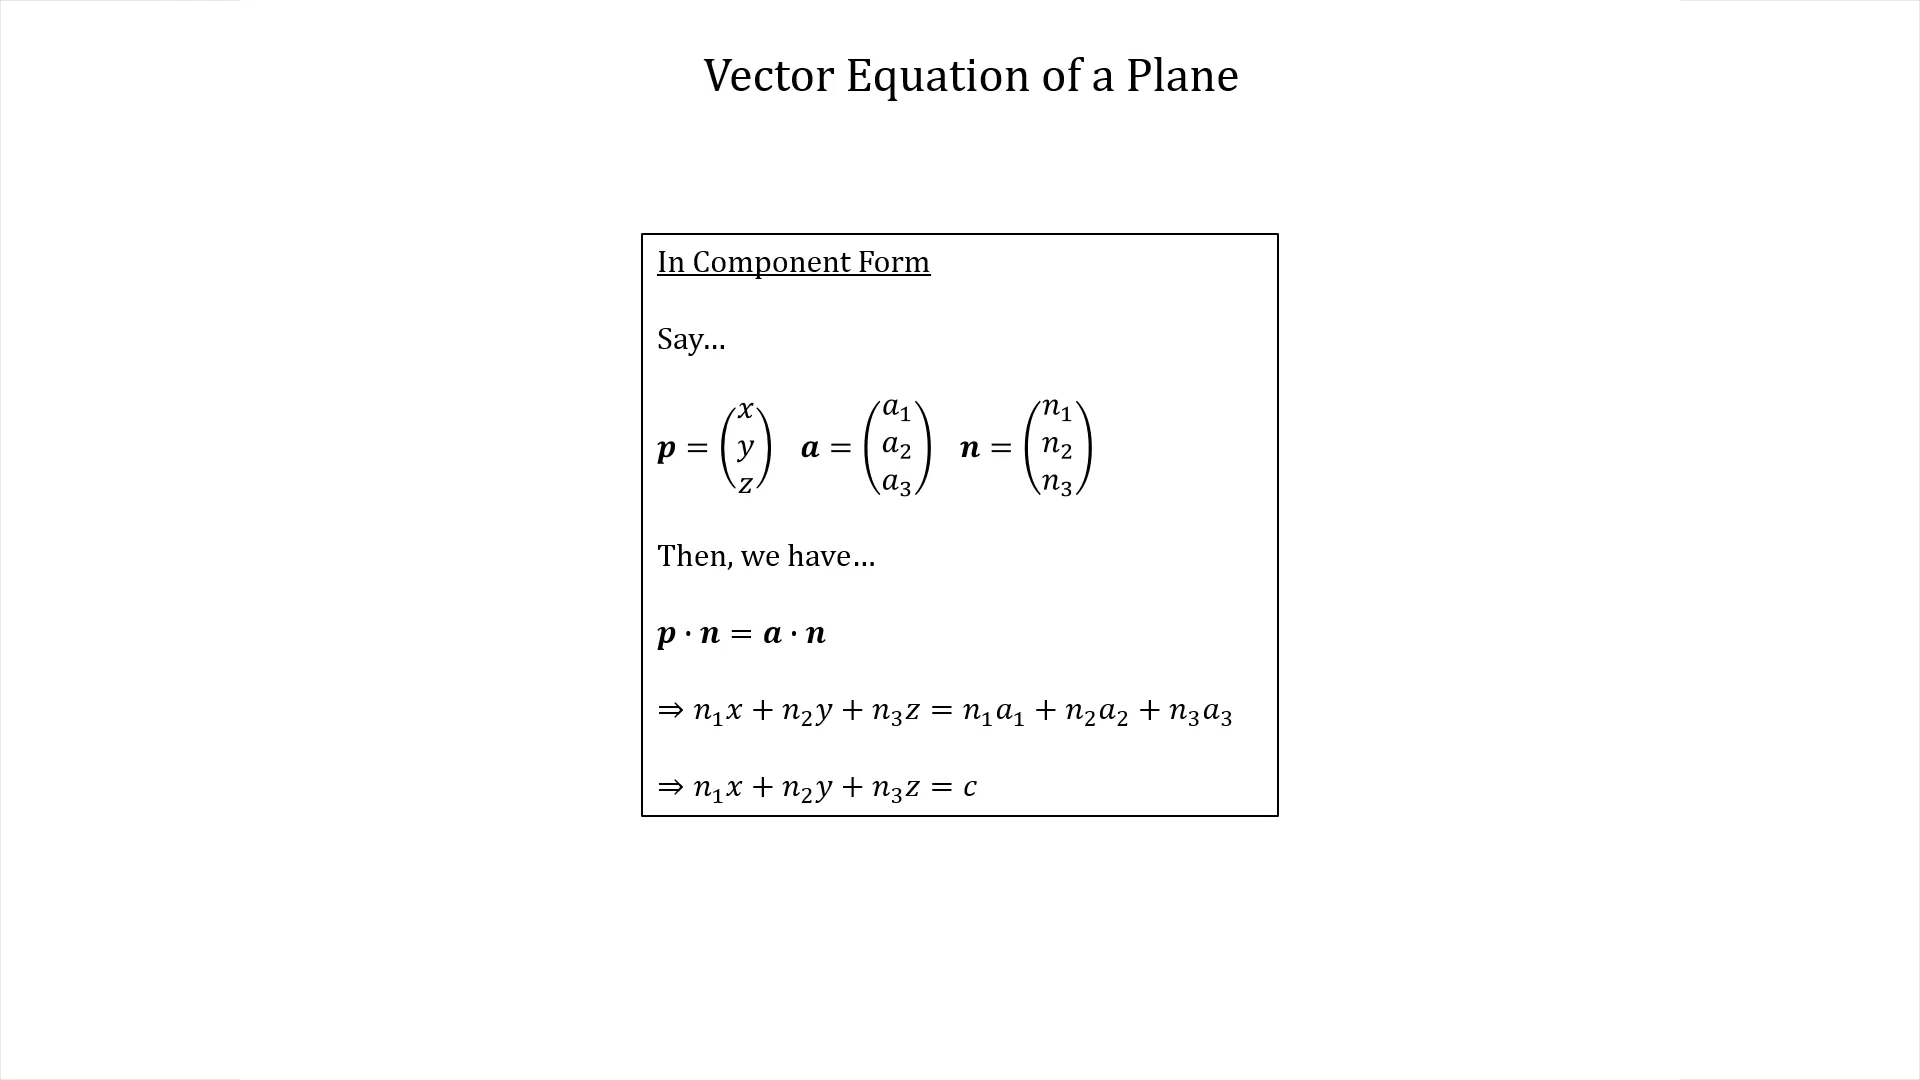 Vector Equation of a Plane
In Component Form
Say...
𝒑 = (x y z) 𝒂 = (a₁ a₂ a₃) 𝒏 = (n₁ n₂ n₃)
Then, we have...
𝒑 · 𝒏 = 𝒂 · 𝒏
⇒ n₁x + n₂y + n₃z = n₁a₁ + n₂a₂ + n₃a₃
⇒ n₁x + n₂y + n₃z = c